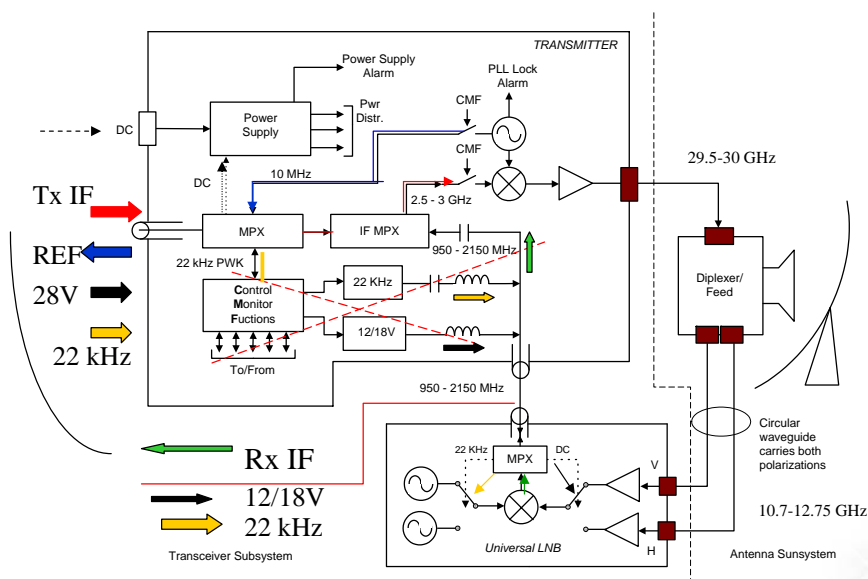 TRANSMITTER
Power Supply
Alarm
PLL Lock
Alarm
CMF
Pwr
Distr.
Power
Supply
DC
29.5-30 GHz
CMF
DC
10 MHz
2.5 - 3 GHz
Tx IF
MPX
IF MPX
REF
22 kHz PWK
950 - 2150 MHz
Diplexer/
Feed
28V
Control
Monitor
Fuctions
22 KHz
22 kHz
12/18V
To/From
950 - 2150 MHz
Circular
waveguide
carries both
polarizations
Rx IF
22 KHz
MPX
DC
V
12/18V
10.7-12.75 GHz
22 kHz
H
Transceiver Subsystem
Universal LNB
Antenna Sunsystem